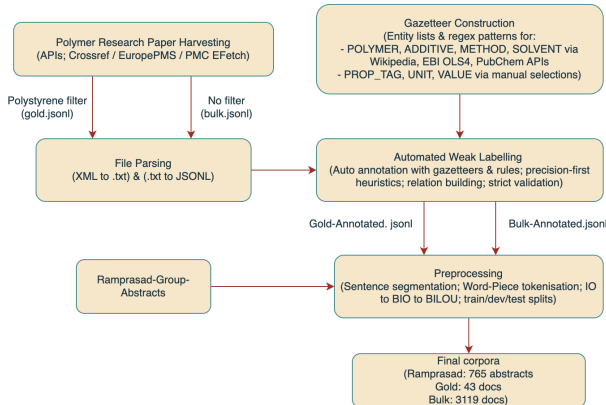 Polymer Research Paper Harvesting
(APIs; Crossref / EuropePMS / PMC EFetch)
Gazetteer Construction
(Entity lists & regex patterns for:
- POLYMER, ADDITIVE, METHOD, SOLVENT via
Wikipedia, EBI OLS4, PubChem APIs
- PROP_TAG, UNIT, VALUE via manual selections)
Polystyrene filter
(gold.jsonl)
No filter
(bulk.jsonl)
File Parsing
(XML to .txt) & (.txt to JSONL)
Automated Weak Labelling
(Auto annotation with gazetteers & rules; precision-first
heuristics; relation building; strict validation)
Gold-Annotated. jsonl
Bulk-Annotated.jsonl
Ramprasad-Group-
Abstracts
Preprocessing
(Sentence segmentation; Word-Piece tokenisation; IO
to BIO to BILOU; train/dev/test splits)
Final corpora
(Ramprasad: 765 abstracts
Gold: 43 docs
Bulk: 3119 docs)